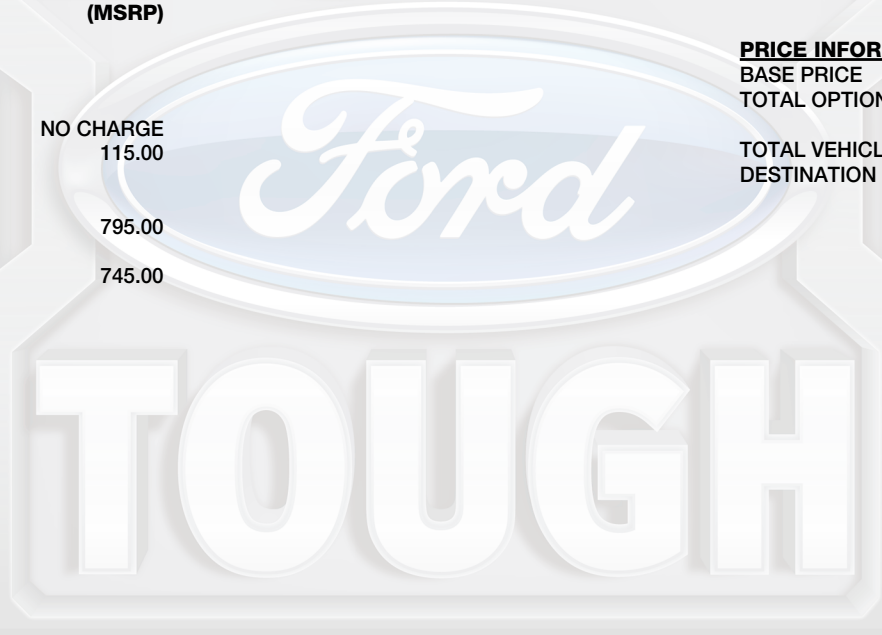 (MSRP)
NO CHARGE
115.00
795.00
745.00
PRICE INFOR
BASE PRICE
TOTAL OPTION
TOTAL VEHICL
DESTINATION
Ford
TOUGH